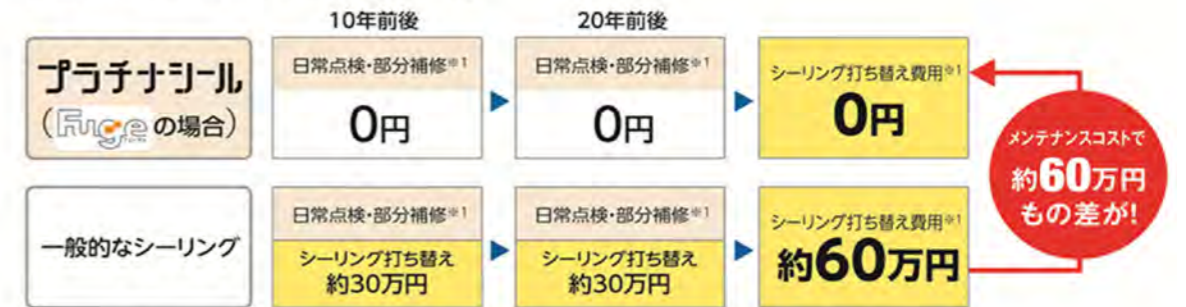 10年前後
20年前後
プラチナシール
(Fuge の場合)
日常点検・部分補修※1
0円
日常点検・部分補修※1
0円
シーリング打ち替え費用※1
0円
一般的なシーリング
日常点検・部分補修※1
シーリング打ち替え
約30万円
日常点検・部分補修※1
シーリング打ち替え
約30万円
シーリング打ち替え費用※1
約60万円
メンテナンスコストで
約60万円
もの差が!